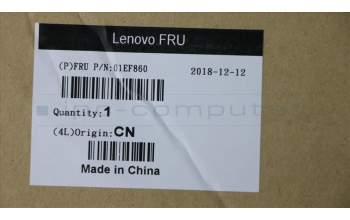 Lenovo FRU
(P)FRU P/N:01EF860 2018-12-12
Quantity:1
(4L)Origin:CN
Made in China